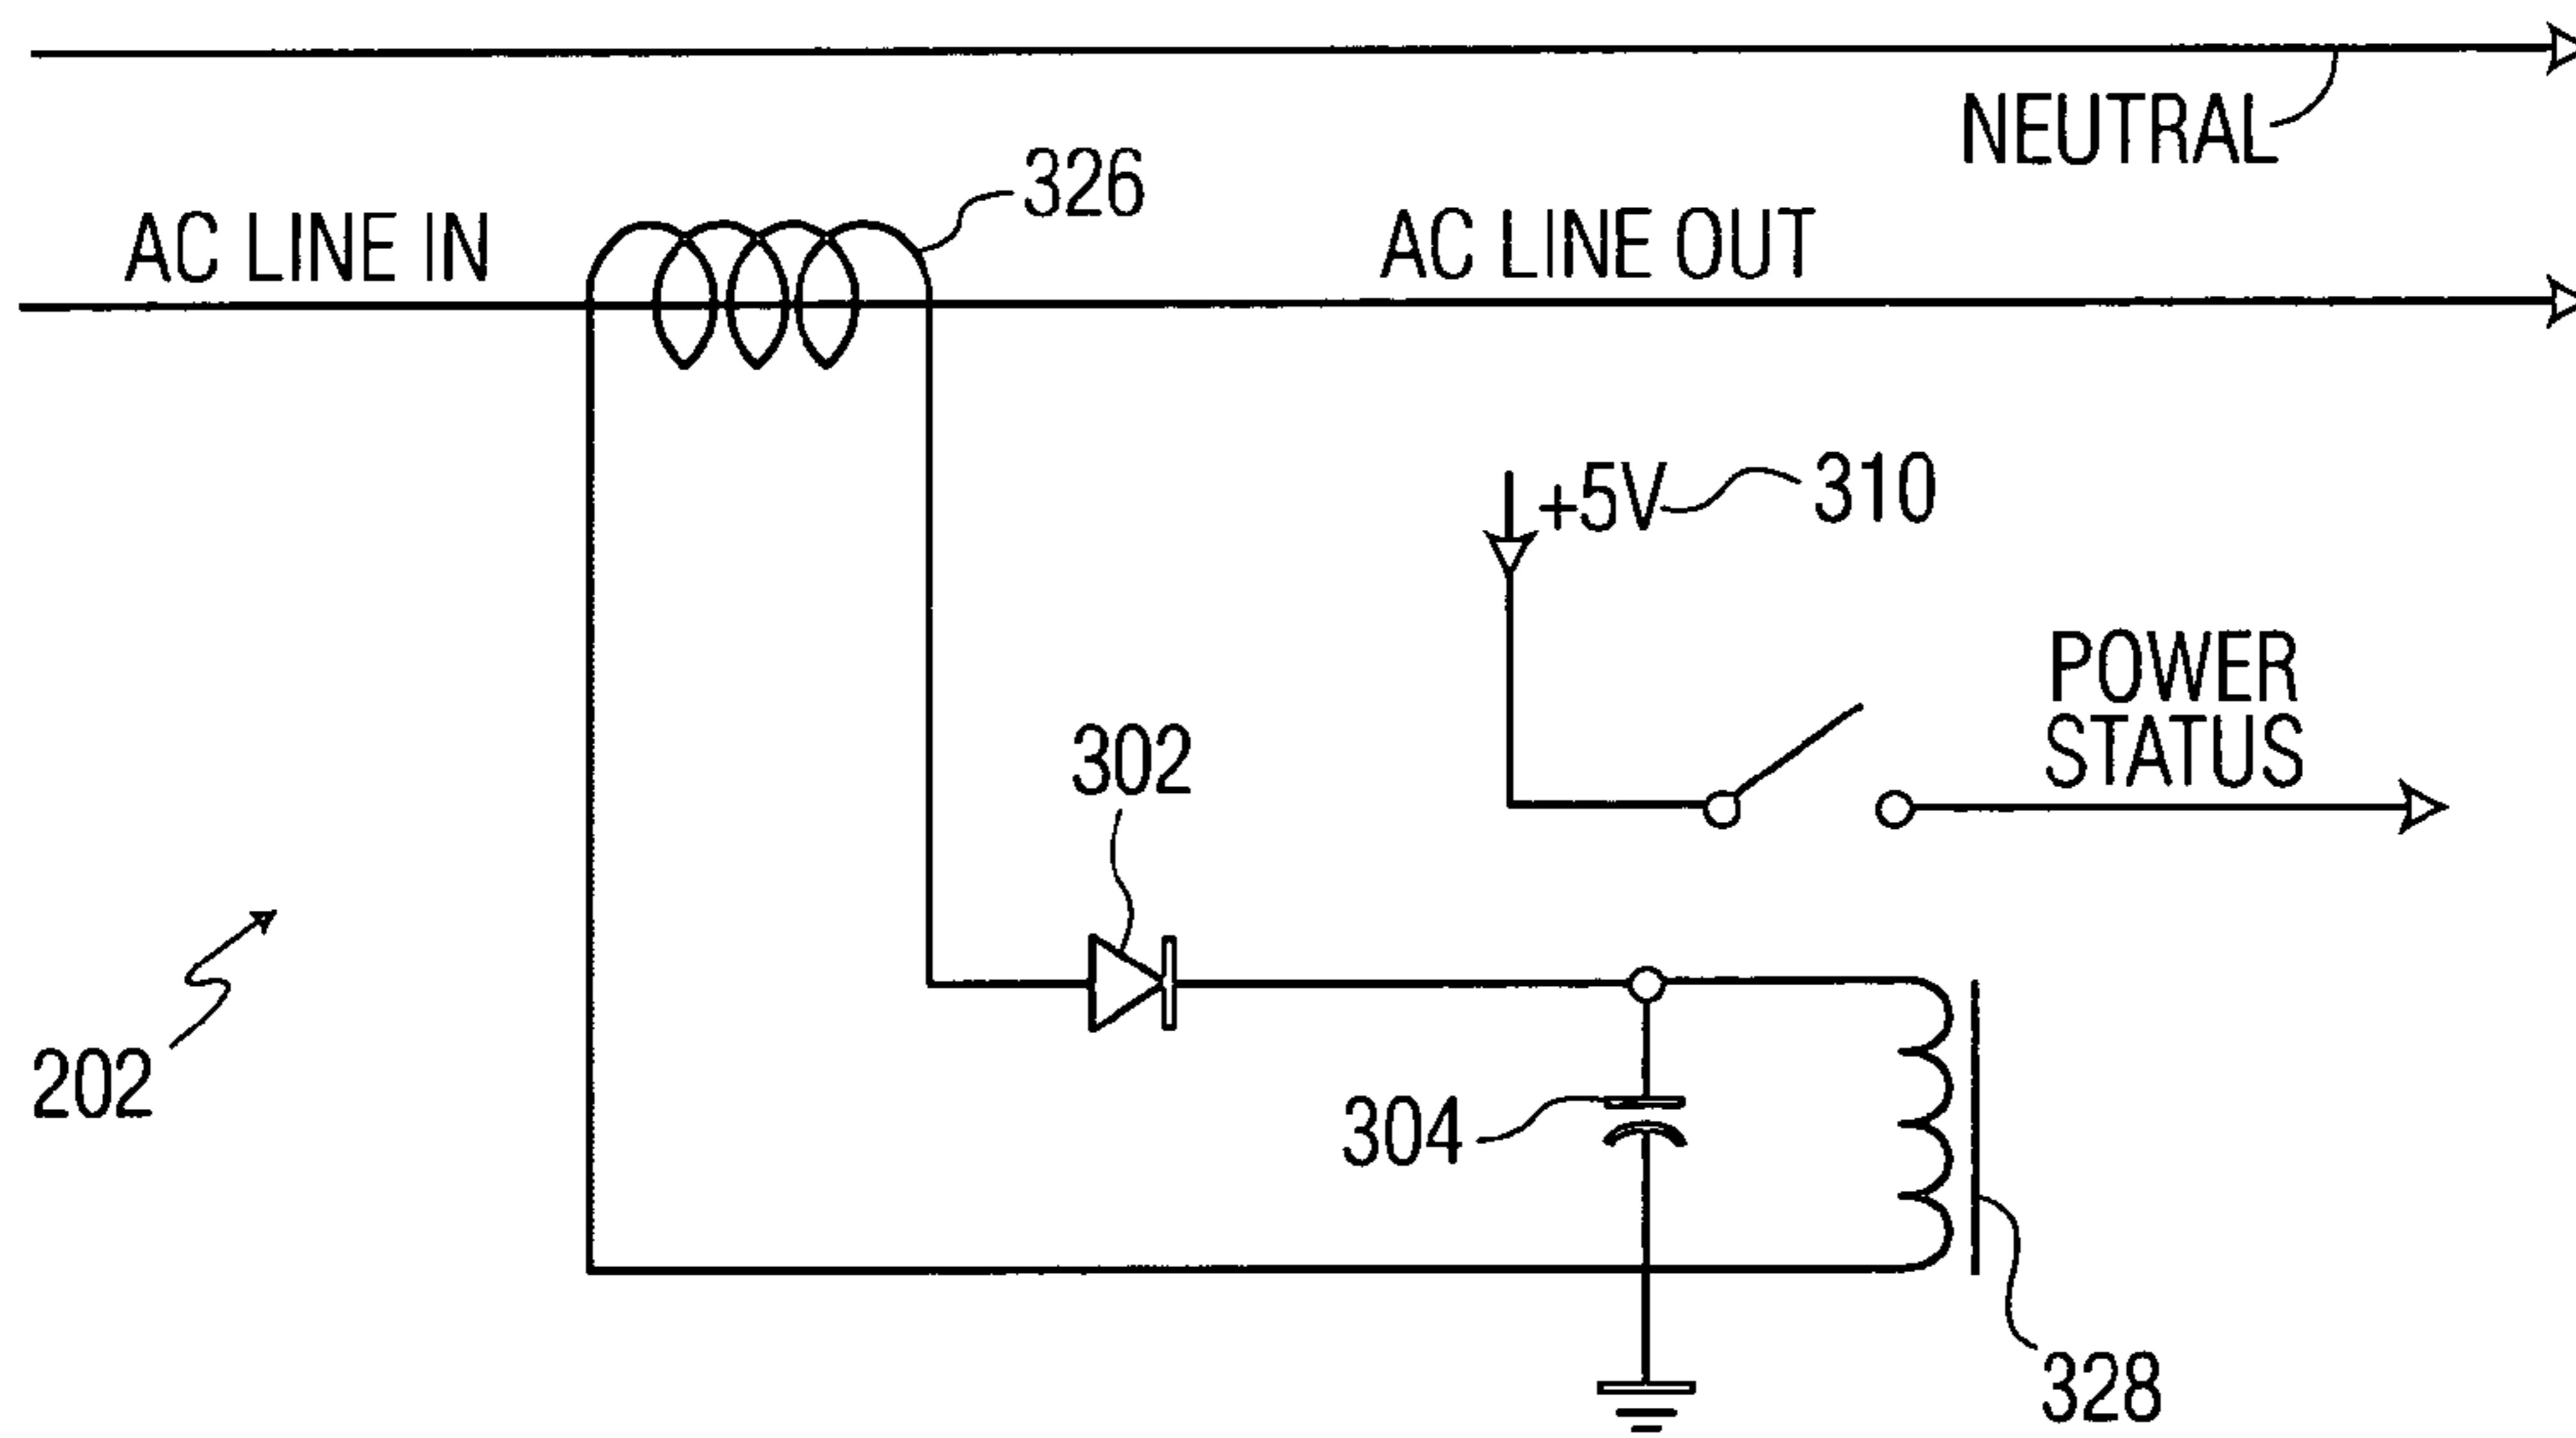 NEUTRAL
326
AC LINE IN
AC LINE OUT
+5V
310
POWER
STATUS
302
202
304
328